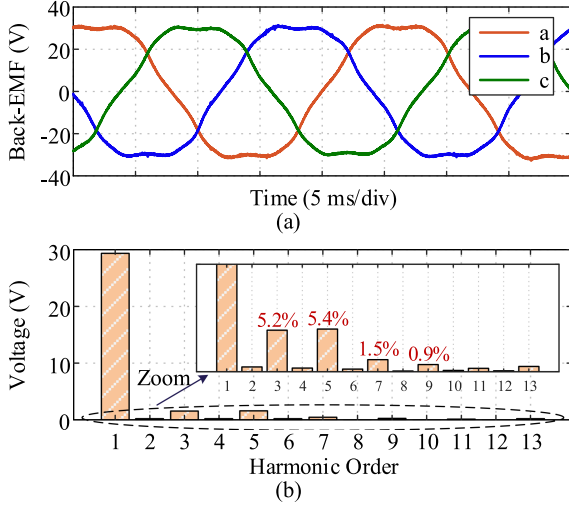 40
20
0
-20
-40
Back-EMF (V)
a
b
c
Time (5 ms/div)
(a)
30
20
10
0
Voltage (V)
5.2% 5.4%
1.5% 0.9%
1 2 3 4 5 6 7 8 9 10 11 12 13
Zoom
1 2 3 4 5 6 7 8 9 10 11 12 13
Harmonic Order
(b)